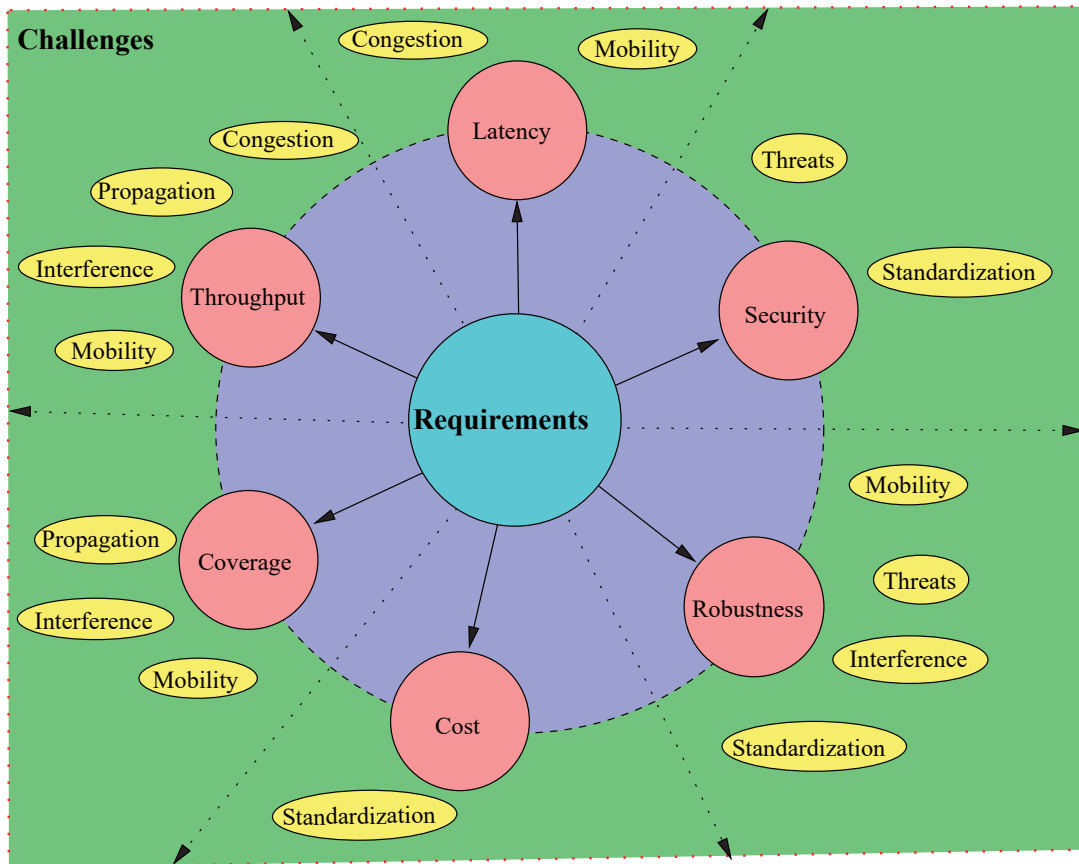 Challenges
Congestion
Mobility
Latency
Congestion
Threats
Propagation
Interference
Throughput
Standardization
Security
Mobility
Requirements
Mobility
Propagation
Coverage
Threats
Interference
Robustness
Interference
Mobility
Cost
Standardization
Standardization